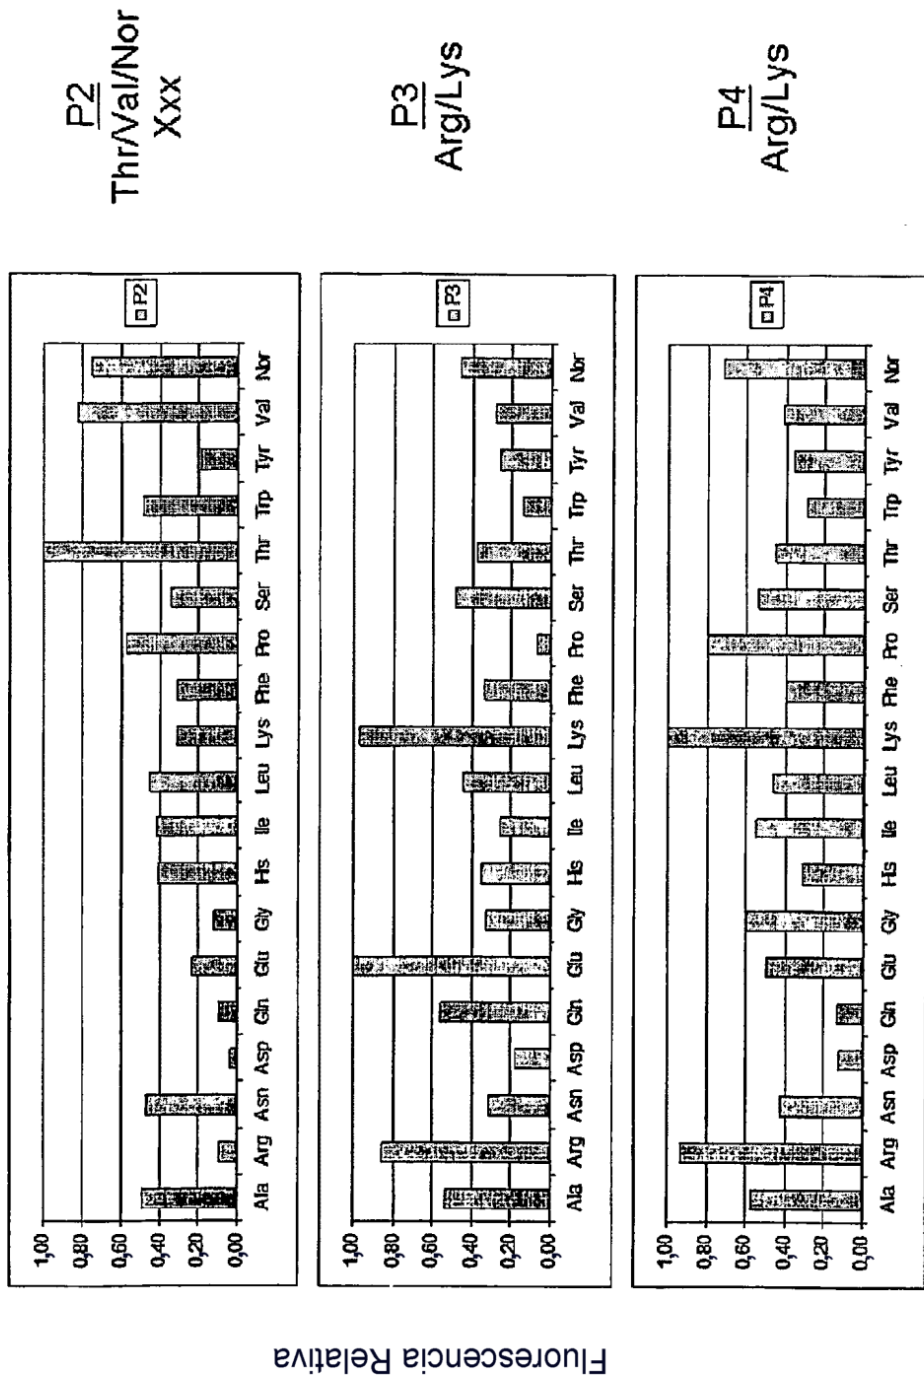 P2
Thr/Val/Nor
Xxx
1,00
0,80
0,60
0,40
0,20
0,00
Ala Arg Asn Asp Gln Glu Gly His Ile Leu Lys Phe Pro Ser Thr Trp Tyr Val Nor
P2
P3
Arg/Lys
1,00
0,80
0,60
0,40
0,20
0,00
Ala Arg Asn Asp Gln Glu Gly His Ile Leu Lys Phe Pro Ser Thr Trp Tyr Val Nor
P3
P4
Arg/Lys
1,00
0,80
0,60
0,40
0,20
0,00
Ala Arg Asn Asp Gln Glu Gly His Ile Leu Lys Phe Pro Ser Thr Trp Tyr Val Nor
P4
Fluorescencia Relativa